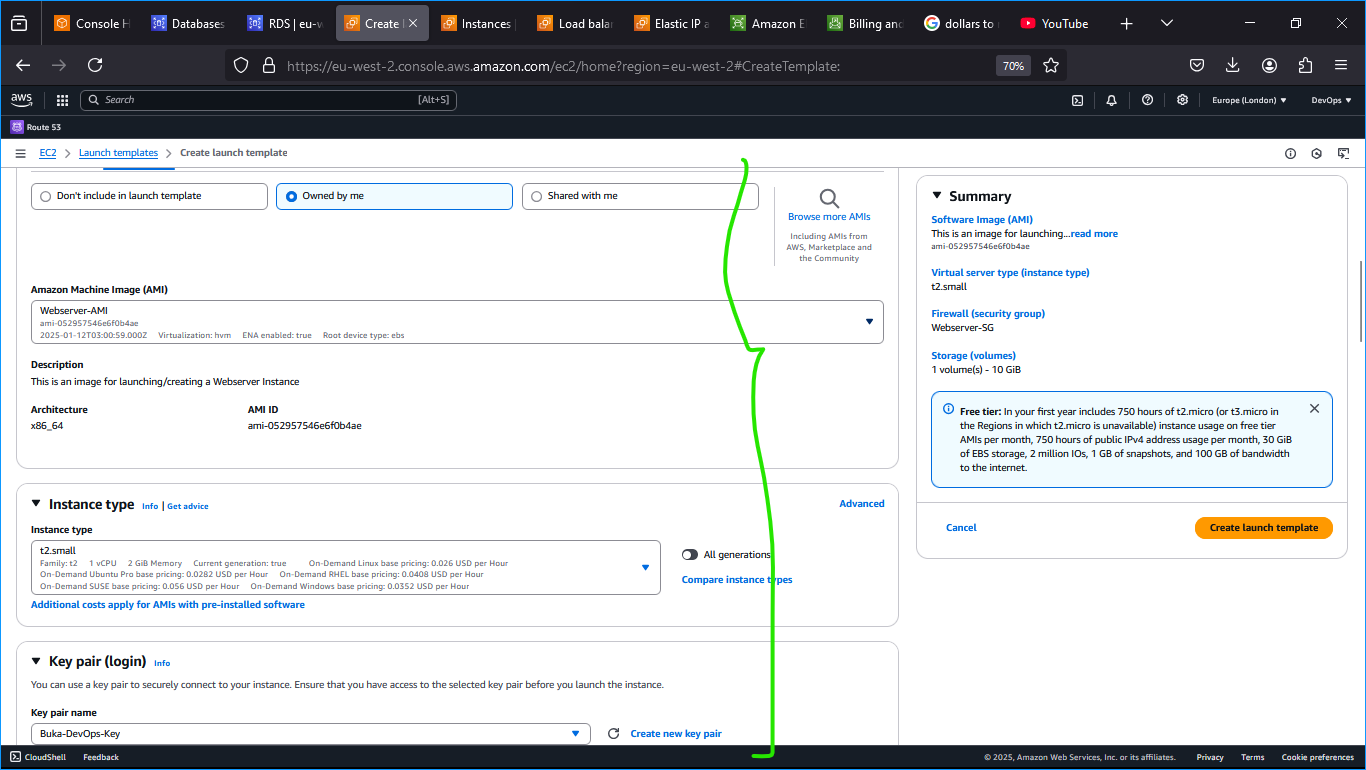 Console H
Databases
RDS | eu-w
Create l
Instances
Load balan
Elastic IP a
Amazon E
Billing and
dollars to
YouTube
https://eu-west-2.console.aws.amazon.com/ec2/home?region=eu-west-2#CreateTemplate:
70%
aws
Search
[Alt+S]
Europe (London)
DevOps
Route 53
EC2
Launch templates
Create launch template
Don't include in launch template
Owned by me
Shared with me
Browse more AMIs
Including AMIs from
AWS, Marketplace and
the Community
Amazon Machine Image (AMI)
Webserver-AMI
ami-052957546e6f0b4ae
2025-01-12T03:00:59.000Z Virtualization: hvm ENA enabled: true Root device type: ebs
Description
This is an image for launching/creating a Webserver Instance
Architecture
AMI ID
x86_64
ami-052957546e6f0b4ae
Instance type Info | Get advice
Advanced
Instance type
t2.small
Family: t2 1 vCPU 2 GiB Memory Current generation: true On-Demand Linux base pricing: 0.026 USD per Hour
On-Demand Ubuntu Pro base pricing: 0.0282 USD per Hour On-Demand RHEL base pricing: 0.0408 USD per Hour
On-Demand SUSE base pricing: 0.056 USD per Hour On-Demand Windows base pricing: 0.0352 USD per Hour
All generations
Compare instance types
Additional costs apply for AMIs with pre-installed software
Key pair (login) Info
You can use a key pair to securely connect to your instance. Ensure that you have access to the selected key pair before you launch the instance.
Key pair name
Buka-DevOps-Key
Create new key pair
Summary
Software Image (AMI)
This is an image for launching...read more
ami-052957546e6f0b4ae
Virtual server type (instance type)
t2.small
Firewall (security group)
Webserver-SG
Storage (volumes)
1 volume(s) - 10 GiB
Free tier: In your first year includes 750 hours of t2.micro (or t3.micro in
the Regions in which t2.micro is unavailable) instance usage on free tier
AMIs per month, 750 hours of public IPv4 address usage per month, 30 GiB
of EBS storage, 2 million IOs, 1 GB of snapshots, and 100 GB of bandwidth
to the internet.
Cancel
Create launch template
CloudShell
Feedback
© 2025, Amazon Web Services, Inc. or its affiliates.
Privacy
Terms
Cookie preferences